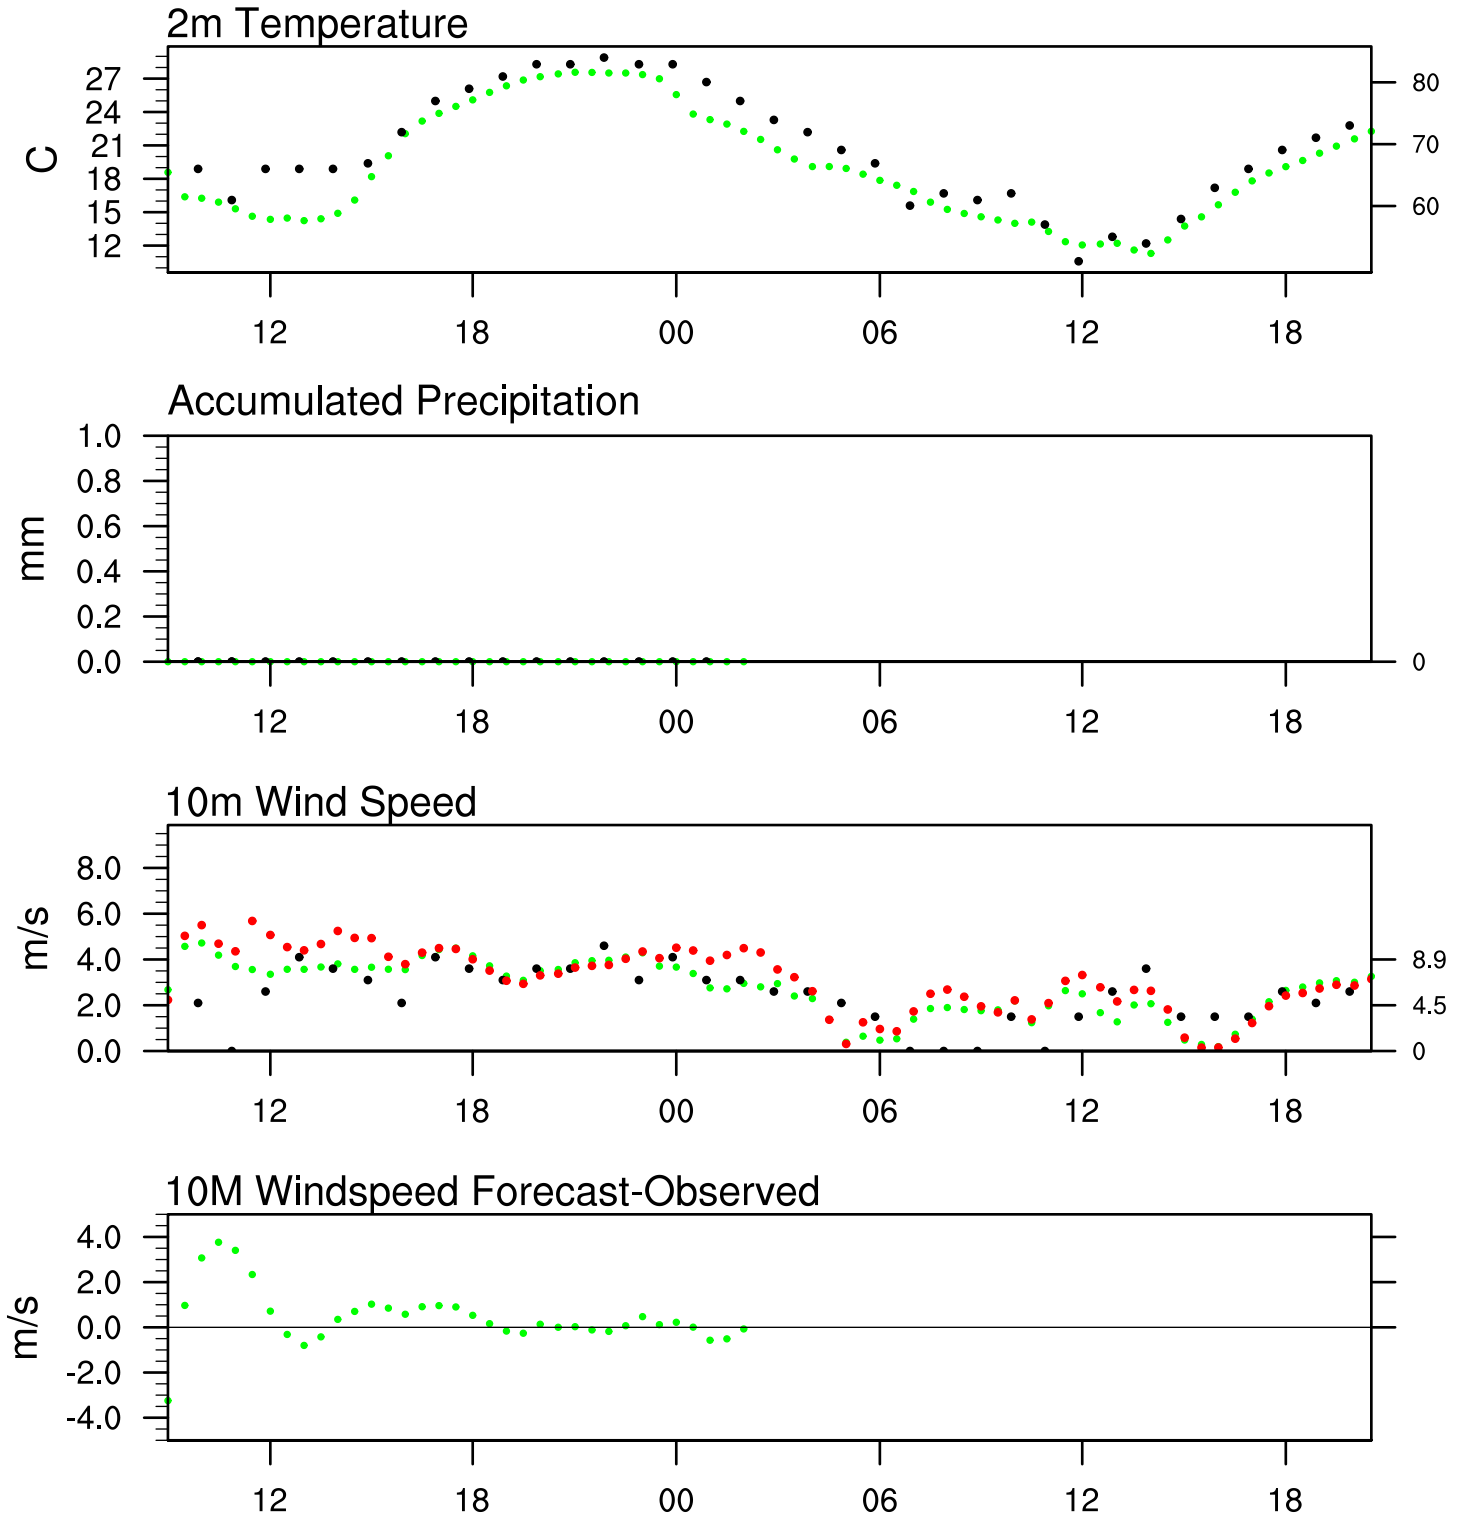 2m Temperature
27
24
21
18
15
12
C
80
70
60
12 18 00 06 12 18
Accumulated Precipitation
1.0
0.8
0.6
0.4
0.2
0.0
mm
0
12 18 00 06 12 18
10m Wind Speed
8.0
6.0
4.0
2.0
0.0
m/s
8.9
4.5
0
12 18 00 06 12 18
10M Windspeed Forecast-Observed
4.0
2.0
0.0
-2.0
-4.0
m/s
12 18 00 06 12 18